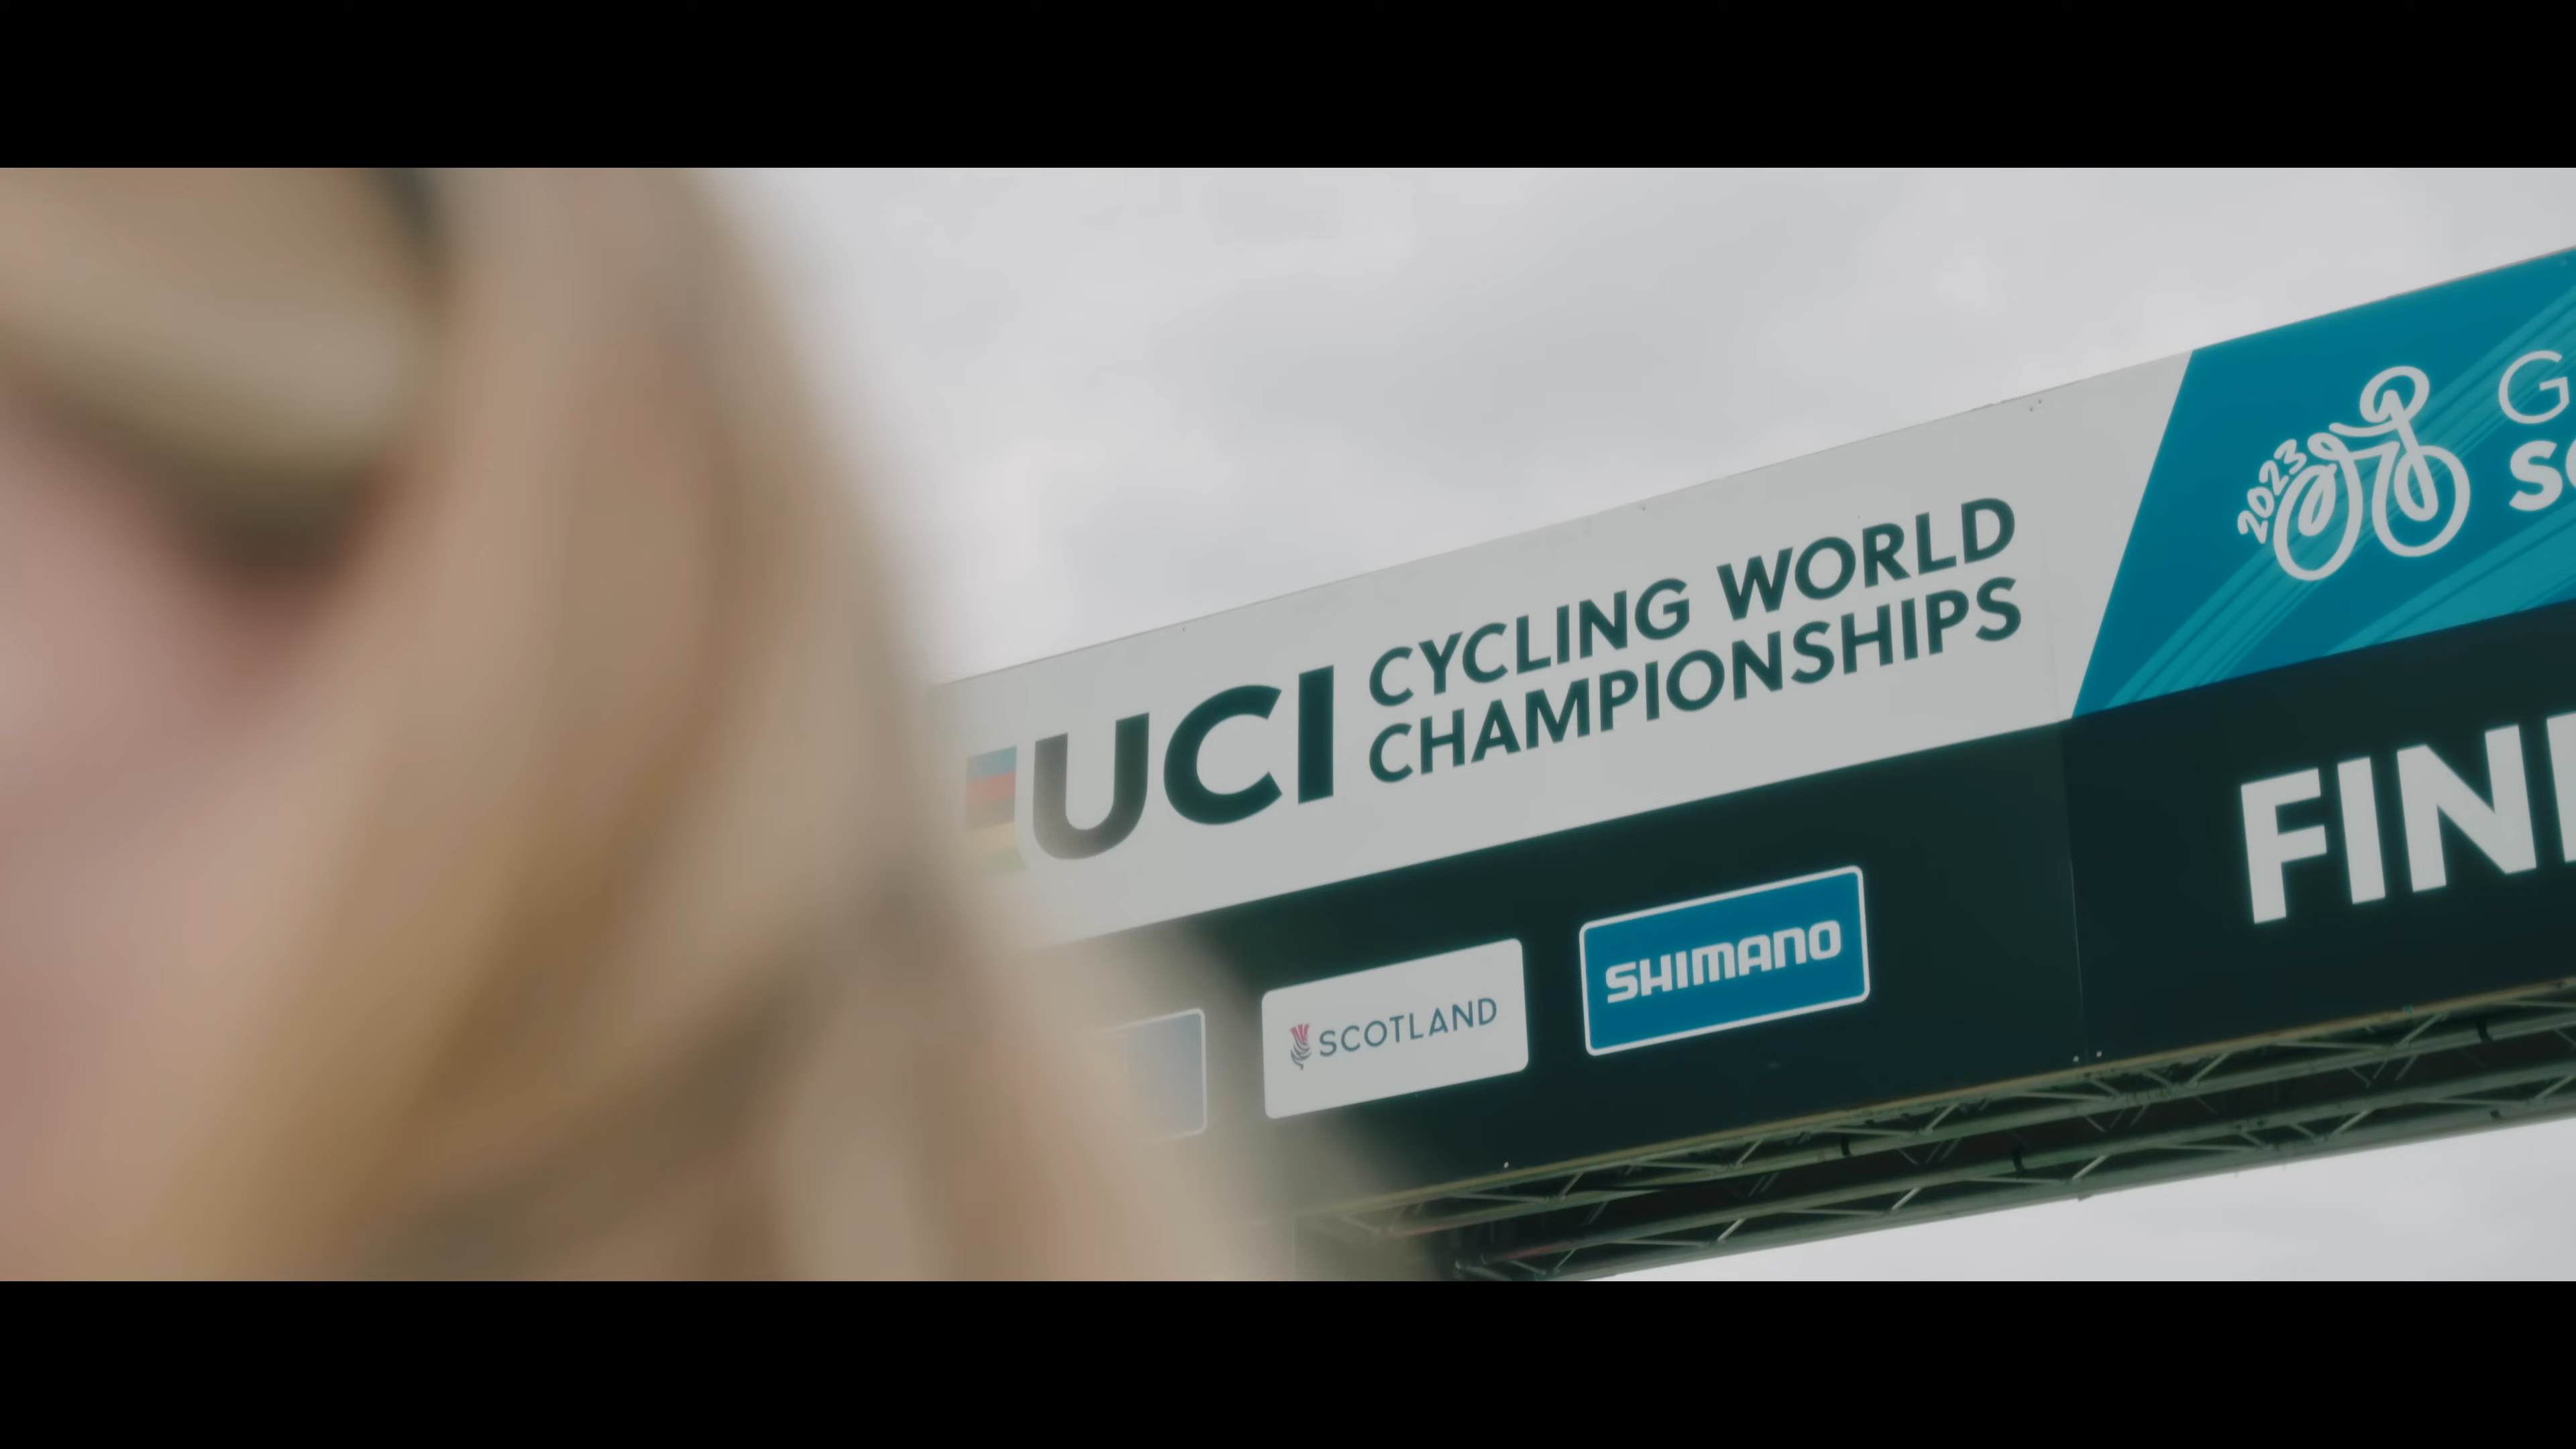 UCI CYCLING WORLD
CHAMPIONSHIPS
2023
SCOTLAND
SHIMANO